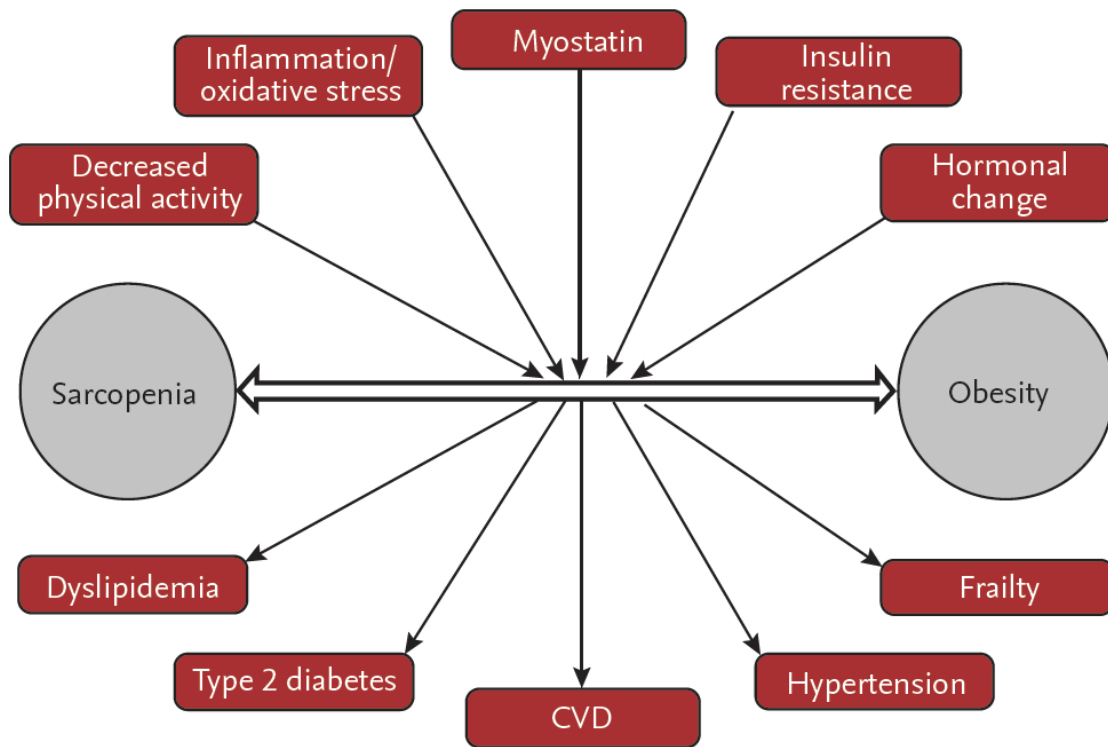 Myostatin
Inflammation/
oxidative stress
Insulin
resistance
Decreased
physical activity
Hormonal
change
Sarcopenia
Obesity
Dyslipidemia
Frailty
Type 2 diabetes
Hypertension
CVD